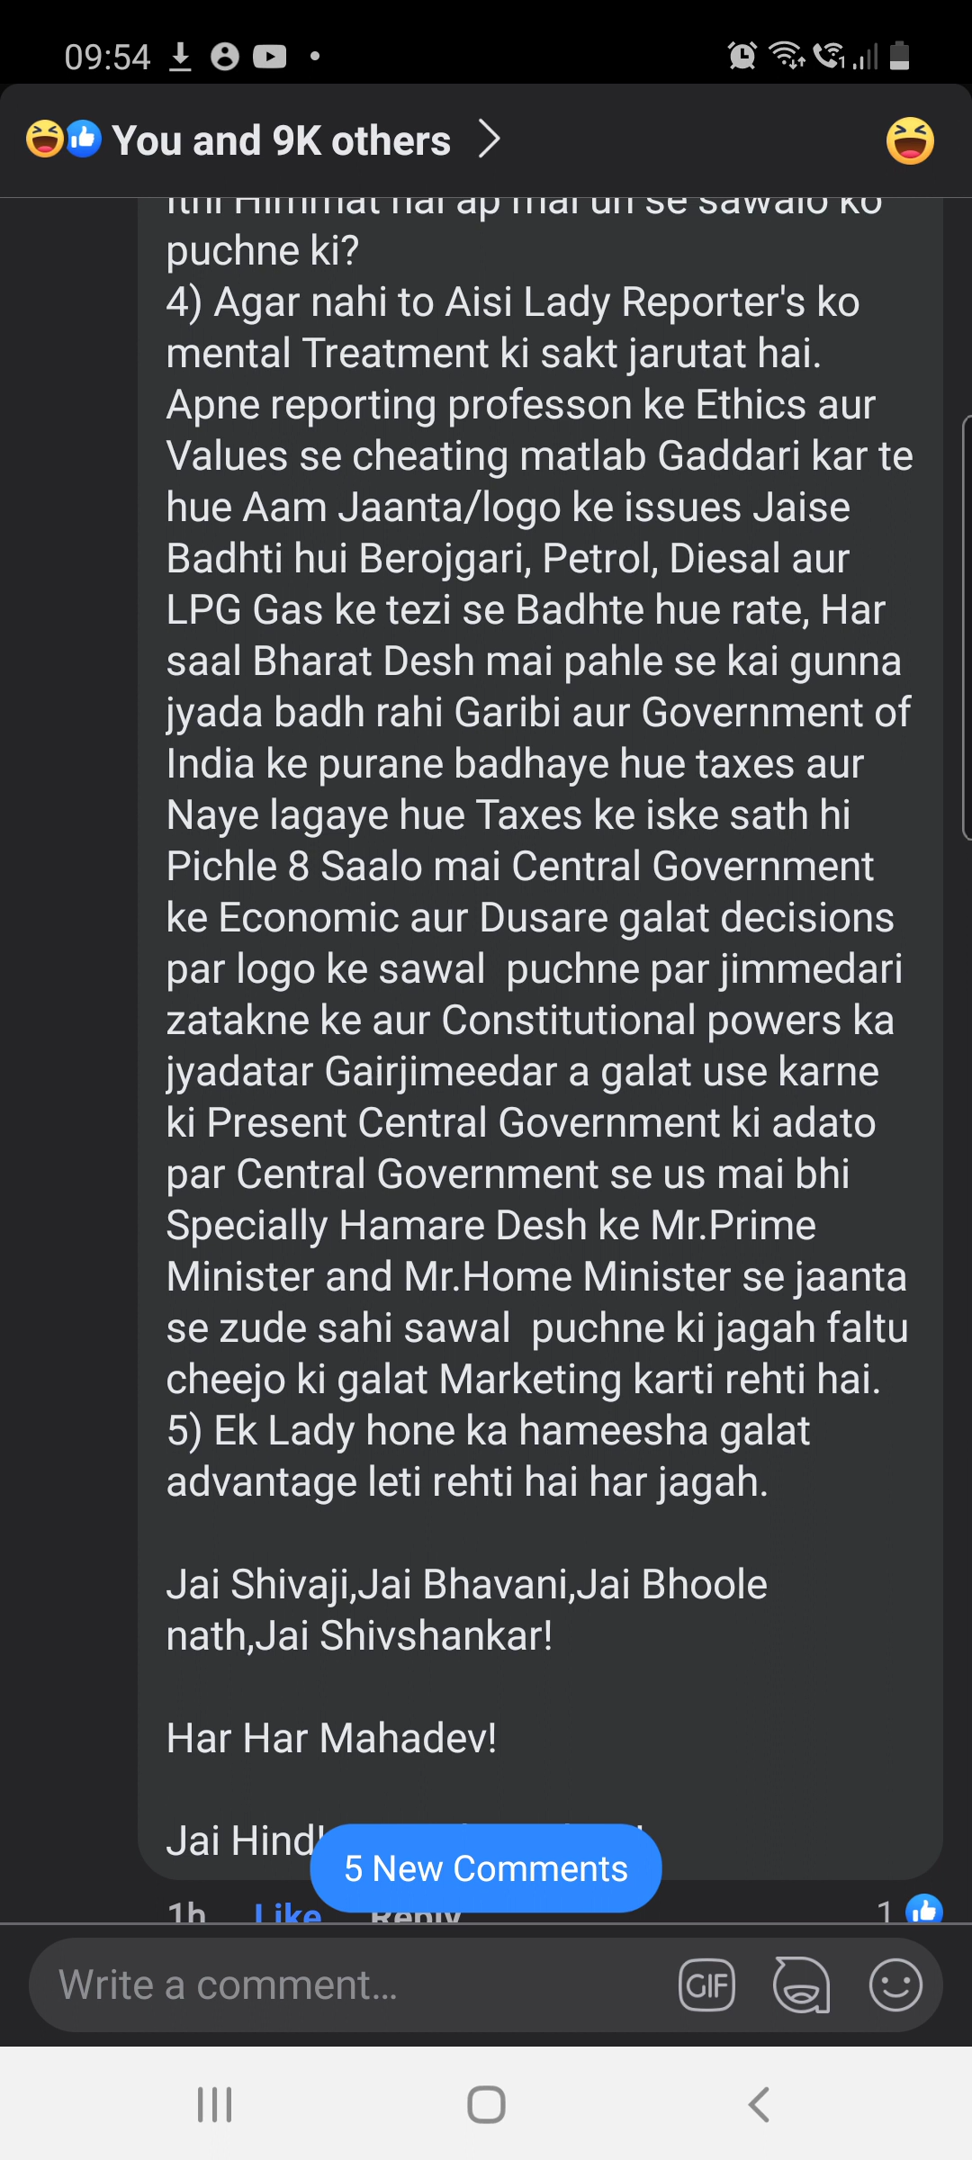 09:54
You and 9K others
Ithi Himmat hai ap mai un se sawalo ko
puchne ki?
4) Agar nahi to Aisi Lady Reporter's ko
mental Treatment ki sakt jarutat hai.
Apne reporting professon ke Ethics aur
Values se cheating matlab Gaddari kar te
hue Aam Jaanta/logo ke issues Jaise
Badhti hui Berojgari, Petrol, Diesal aur
LPG Gas ke tezi se Badhte hue rate, Har
saal Bharat Desh mai pahle se kai gunna
jyada badh rahi Garibi aur Government of
India ke purane badhaye hue taxes aur
Naye lagaye hue Taxes ke iske sath hi
Pichle 8 Saalo mai Central Government
ke Economic aur Dusare galat decisions
par logo ke sawal  puchne par jimmedari
zatakne ke aur Constitutional powers ka
jyadatar Gairjimeedar a galat use karne
ki Present Central Government ki adato
par Central Government se us mai bhi
Specially Hamare Desh ke Mr.Prime
Minister and Mr.Home Minister se jaanta
se zude sahi sawal  puchne ki jagah faltu
cheejo ki galat Marketing karti rehti hai.
5) Ek Lady hone ka hameesha galat
advantage leti rehti hai har jagah.
Jai Shivaji,Jai Bhavani,Jai Bhoole
nath,Jai Shivshankar!
Har Har Mahadev!
Jai Hind!
5 New Comments
1h Like Reply 1
Write a comment...
GIF